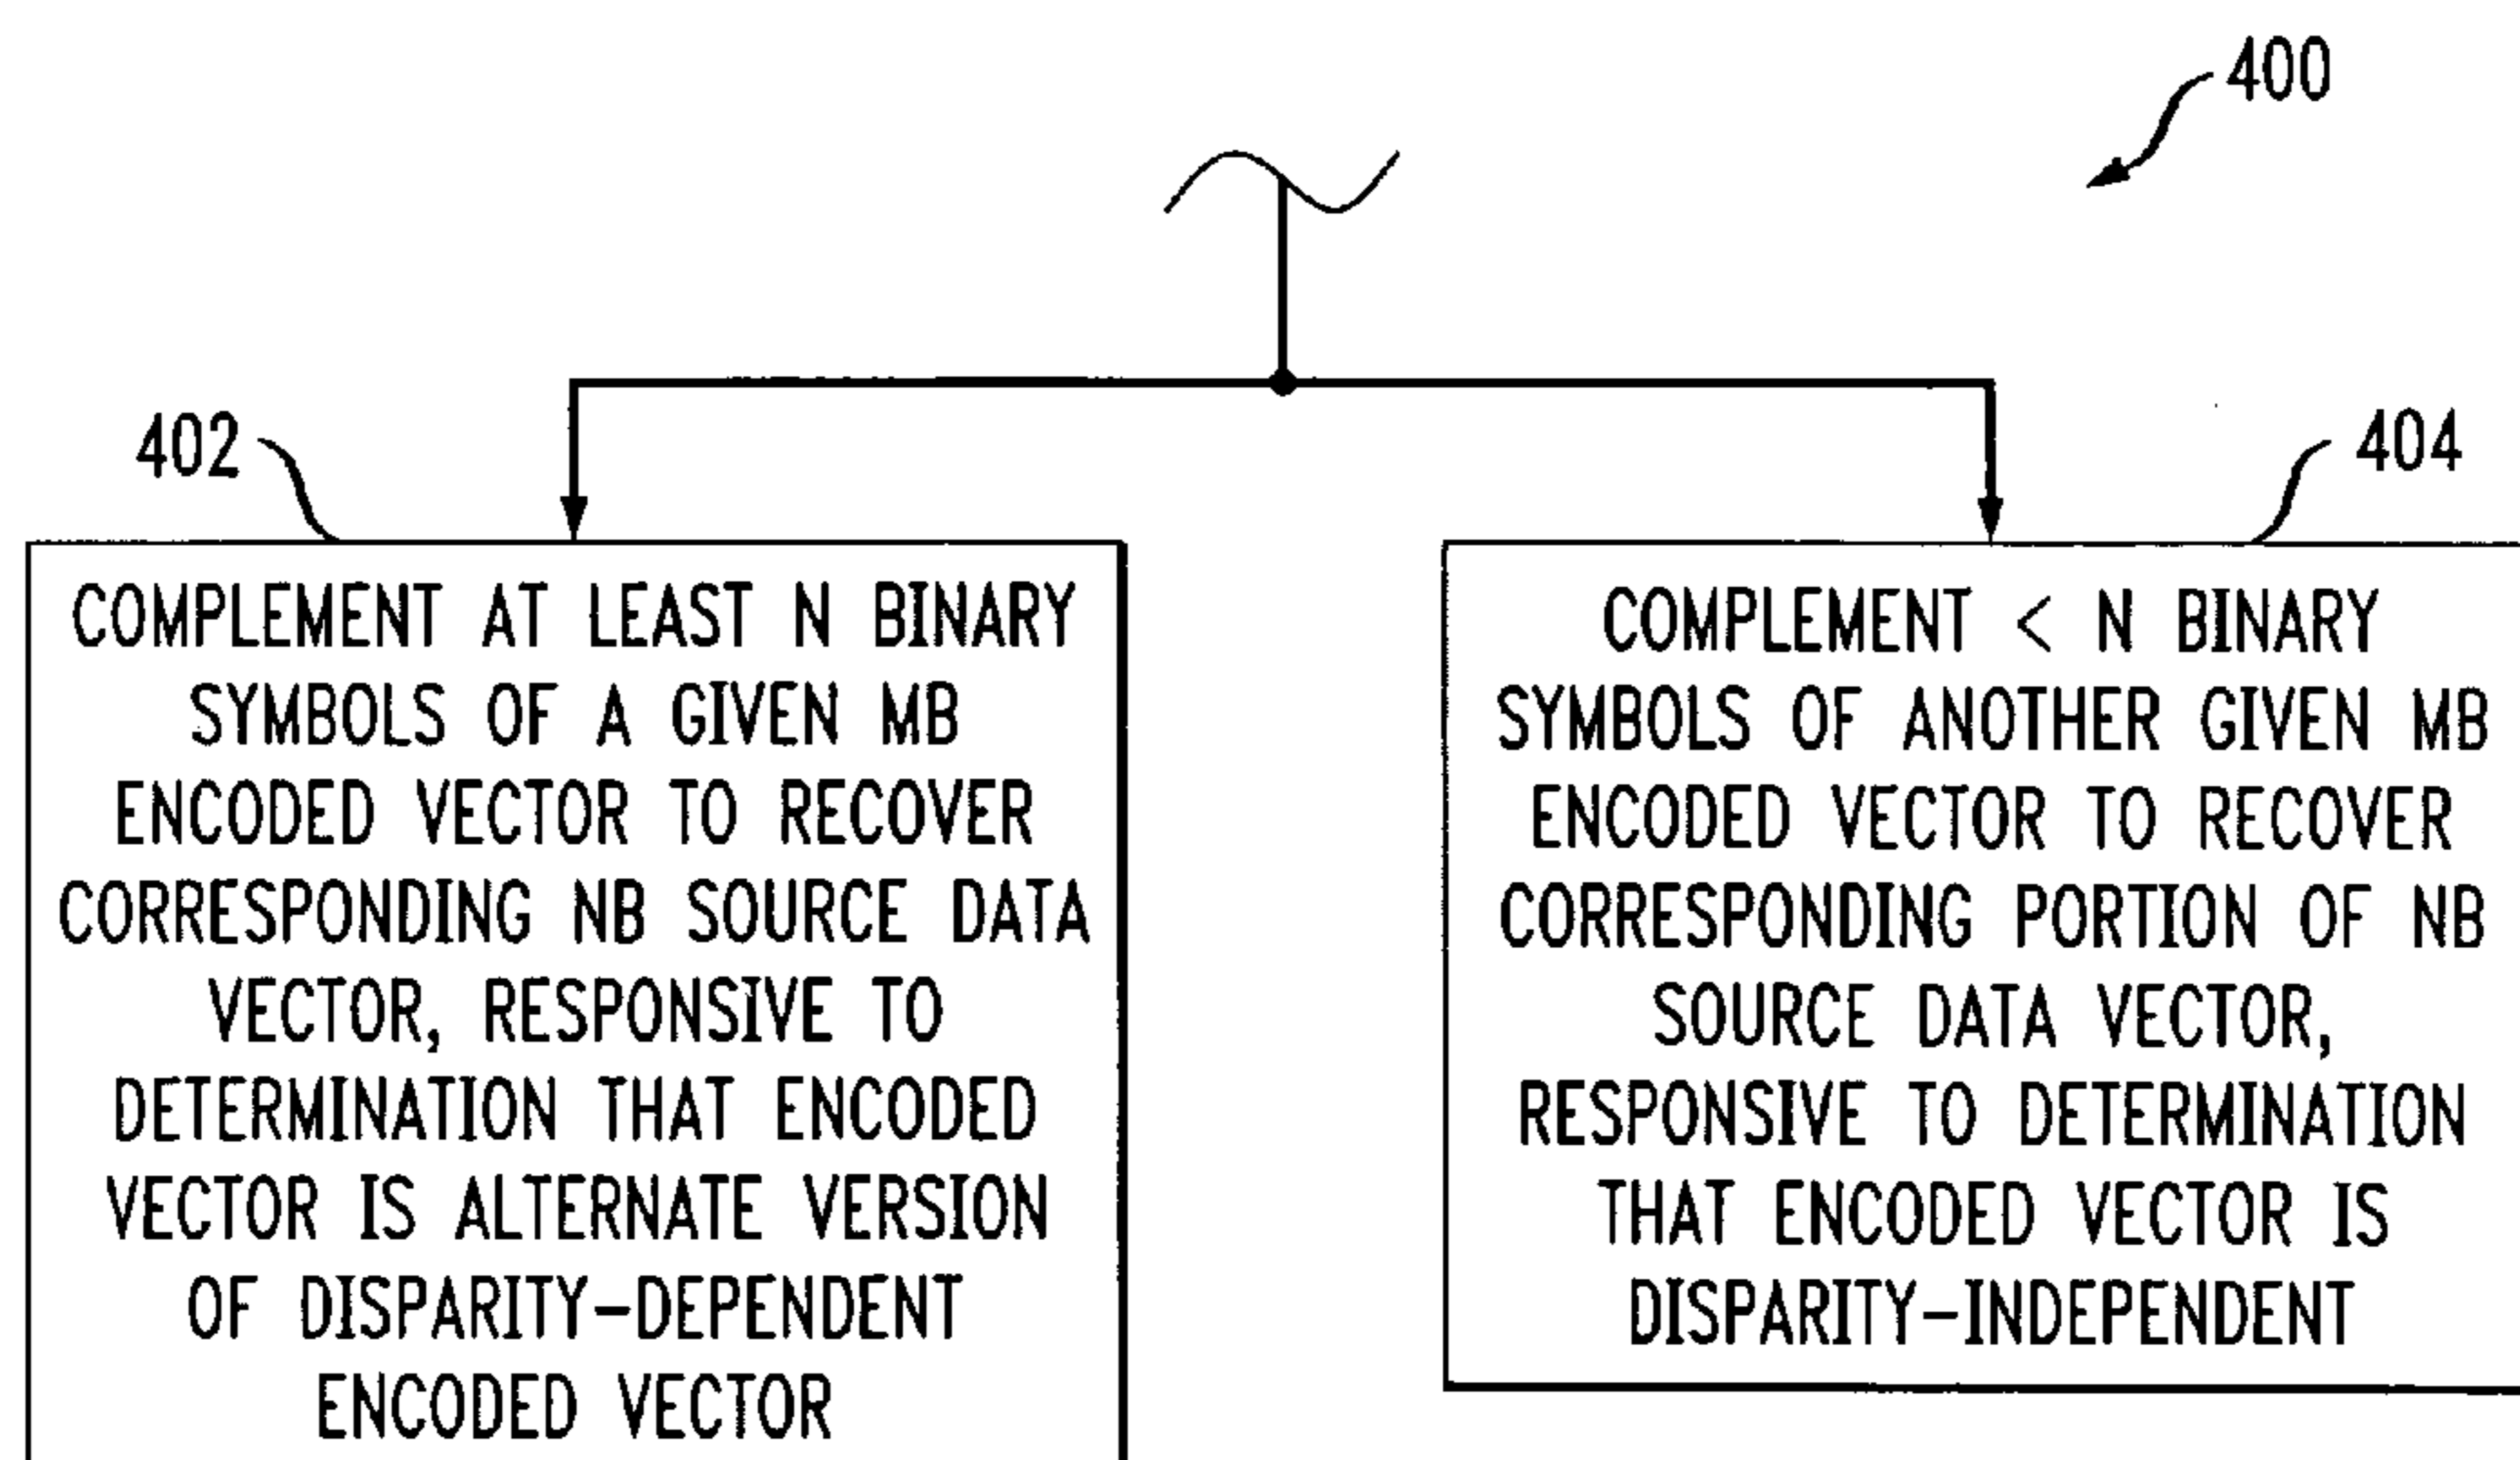 400
402
COMPLEMENT AT LEAST N BINARY
SYMBOLS OF A GIVEN MB
ENCODED VECTOR TO RECOVER
CORRESPONDING NB SOURCE DATA
VECTOR, RESPONSIVE TO
DETERMINATION THAT ENCODED
VECTOR IS ALTERNATE VERSION
OF DISPARITY-DEPENDENT
ENCODED VECTOR
404
COMPLEMENT < N BINARY
SYMBOLS OF ANOTHER GIVEN MB
ENCODED VECTOR TO RECOVER
CORRESPONDING PORTION OF NB
SOURCE DATA VECTOR,
RESPONSIVE TO DETERMINATION
THAT ENCODED VECTOR IS
DISPARITY-INDEPENDENT